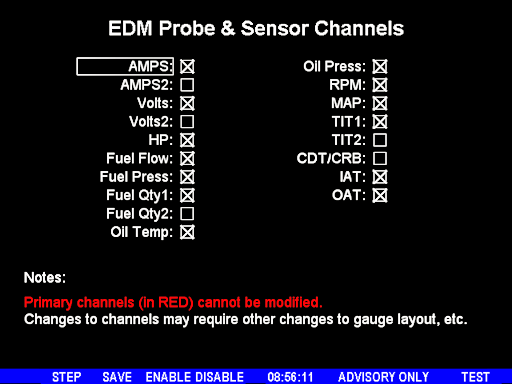 EDM Probe & Sensor Channels
AMPS: Oil Press:
AMPS2: RPM:
Volts: MAP:
Volts2: TIT1:
HP: TIT2:
Fuel Flow: CDT/CRB:
Fuel Press: IAT:
Fuel Qty1: OAT:
Fuel Qty2:
Oil Temp:
Notes:
Primary channels (in RED) cannot be modified.
Changes to channels may require other changes to gauge layout, etc.
STEP SAVE ENABLE DISABLE 08:56:11 ADVISORY ONLY TEST